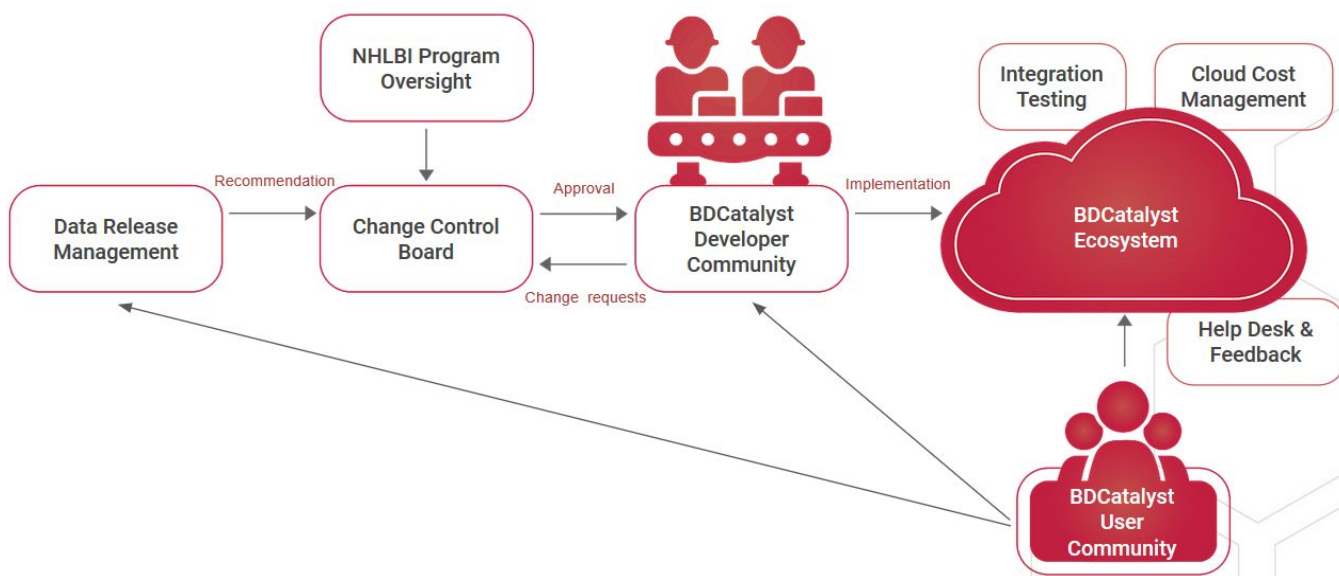 NHLBI Program
Oversight
Integration
Testing
Cloud Cost
Management
Recommendation
Approval
Implementation
Data Release
Management
Change Control
Board
BDCatalyst
Developer
Community
BDCatalyst
Ecosystem
Change requests
Help Desk &
Feedback
BDCatalyst
User
Community